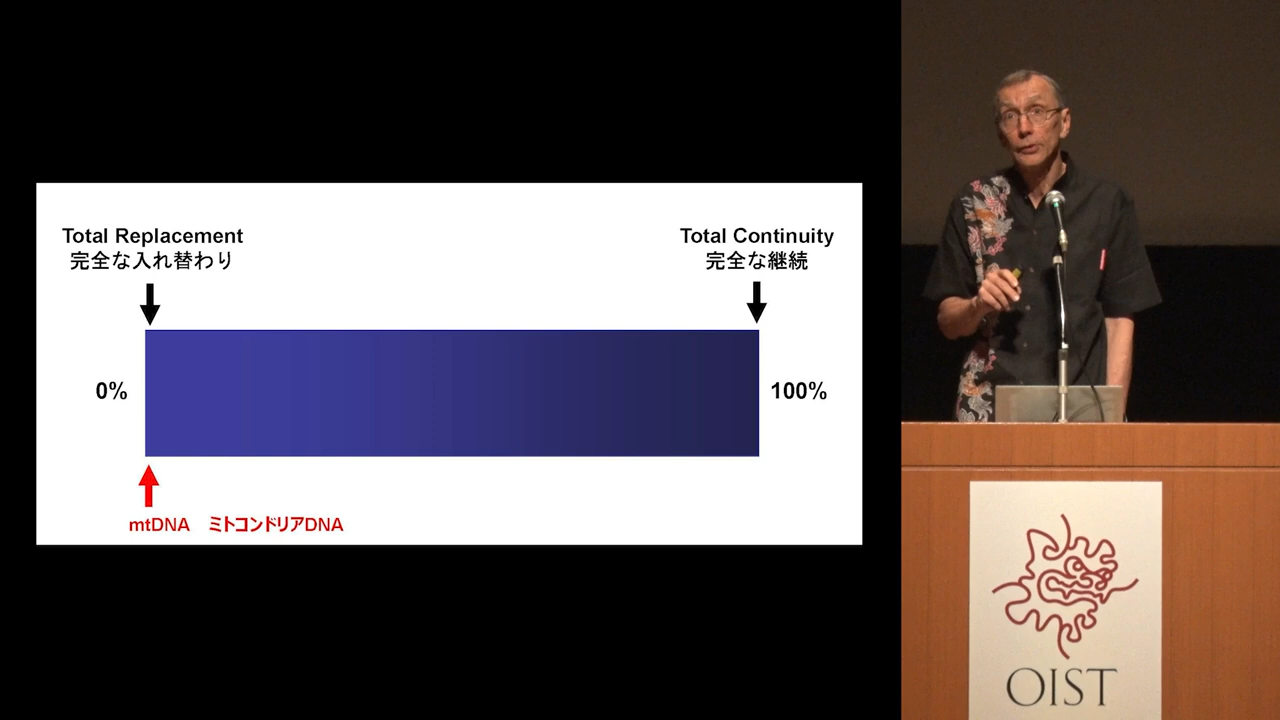 Total Replacement
完全な入れ替わり
Total Continuity
完全な継続
0%
100%
mtDNA ミトコンドリアDNA
OIST